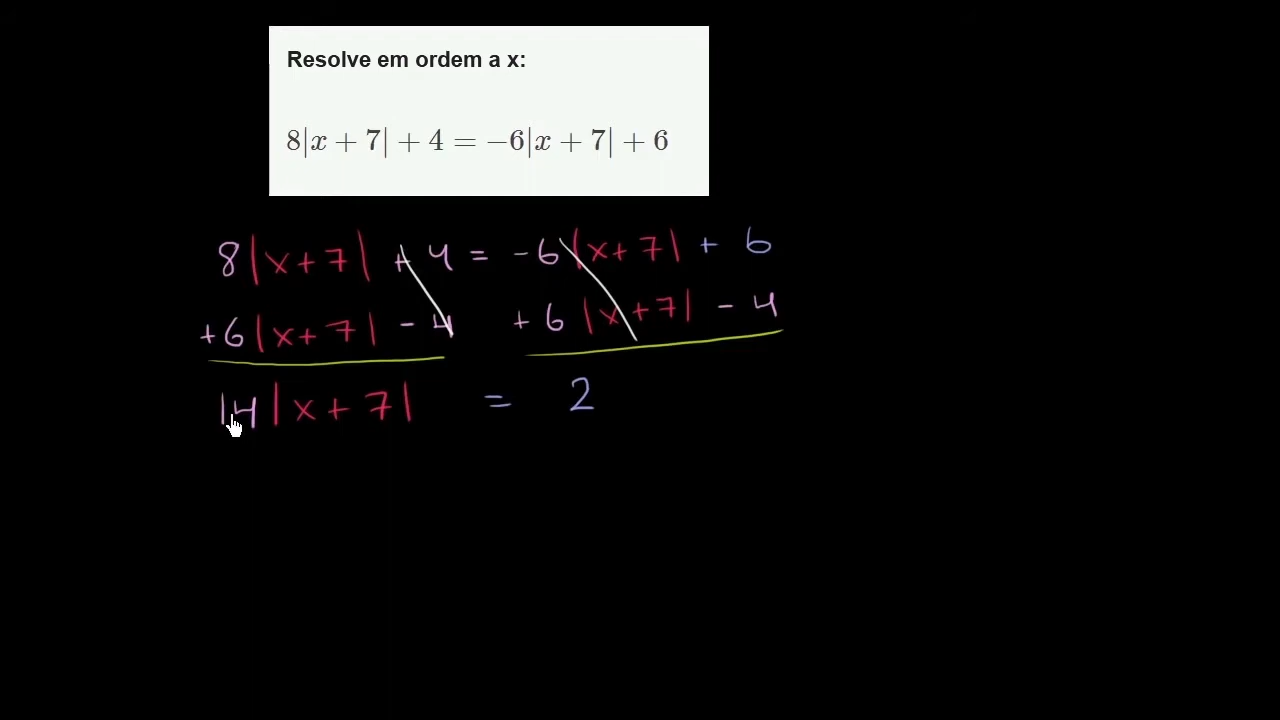 Resolve em ordem a x:
8|x + 7| + 4 = −6|x + 7| + 6
8|x+7| + 4 = -6|x+7| + 6
+6|x+7| - 4 +6|x+7| - 4
14|x+7| = 2